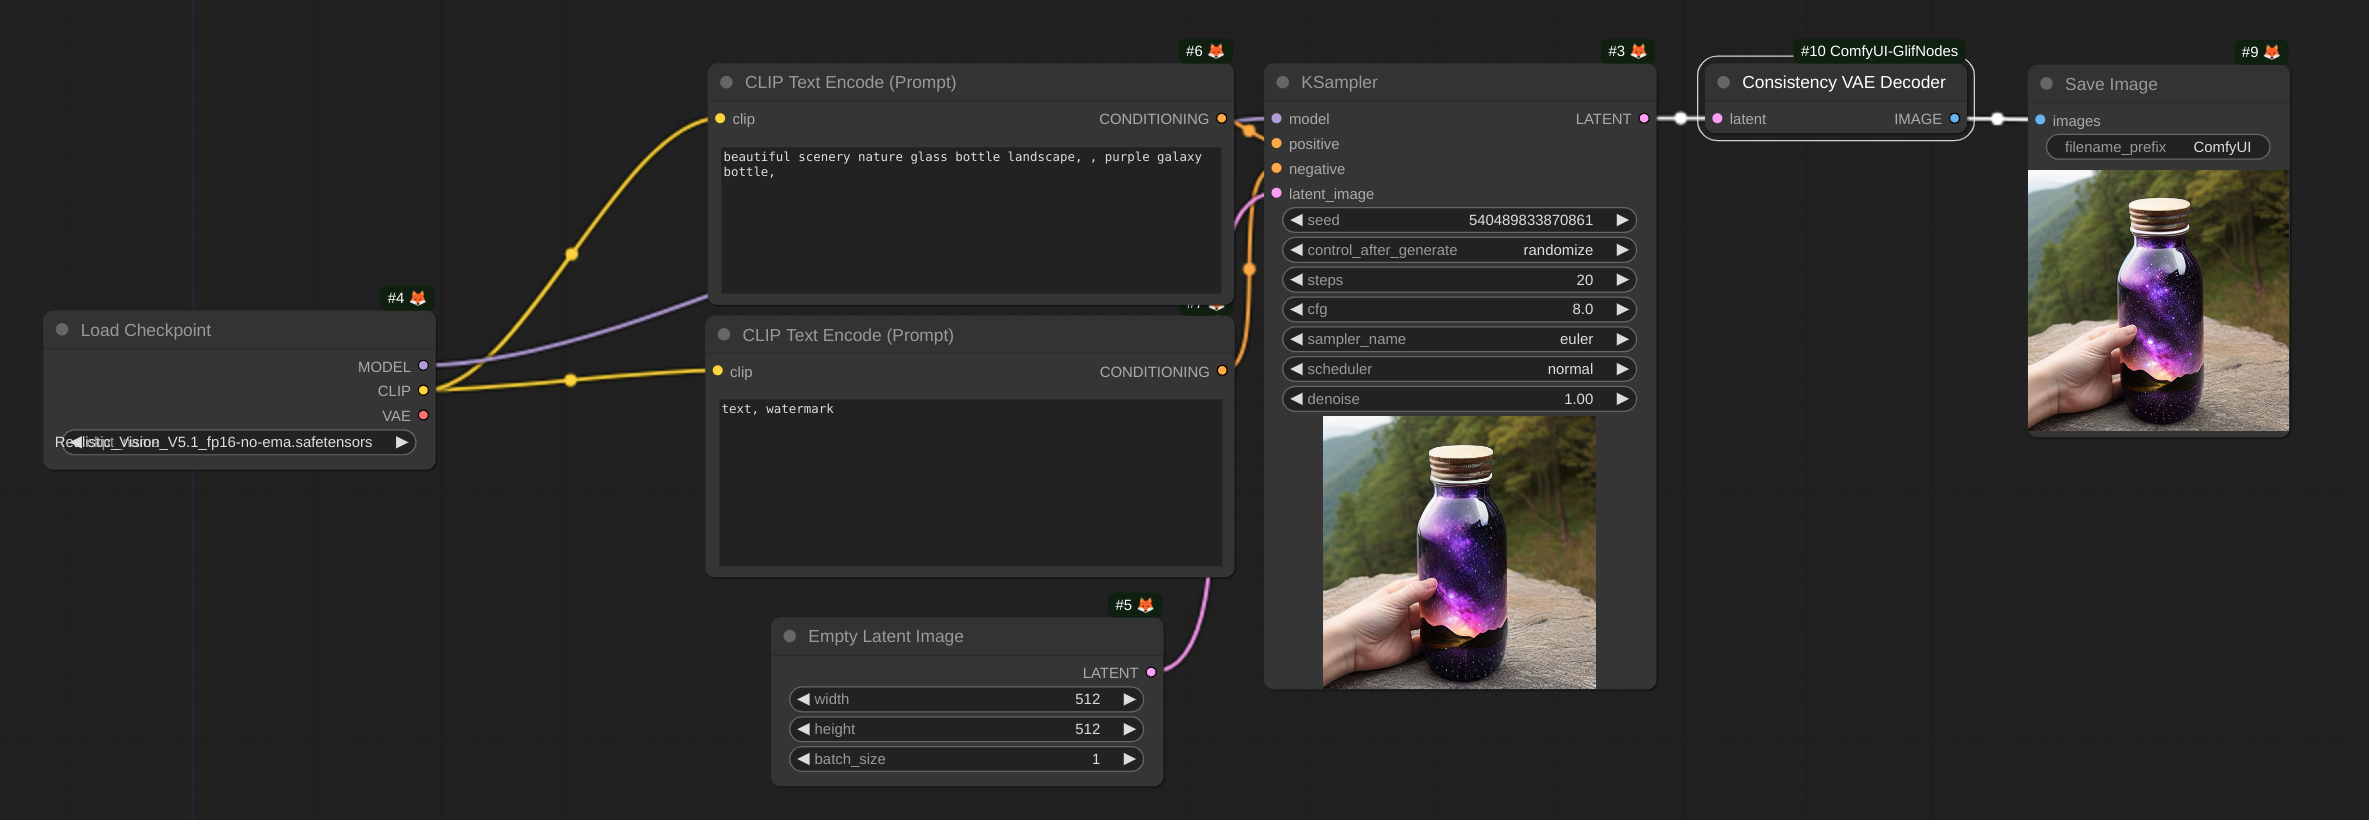 #4
Load Checkpoint
MODEL
CLIP
VAE
Realistic_Vision_V5.1_fp16-no-ema.safetensors
#6
CLIP Text Encode (Prompt)
clip
CONDITIONING
beautiful scenery nature glass bottle landscape, , purple galaxy
bottle,
CLIP Text Encode (Prompt)
clip
CONDITIONING
text, watermark
#5
Empty Latent Image
LATENT
width 512
height 512
batch_size 1
#3
KSampler
model
LATENT
positive
negative
latent_image
seed 540489833870861
control_after_generate randomize
steps 20
cfg 8.0
sampler_name euler
scheduler normal
denoise 1.00
#10 ComfyUI-GlifNodes
Consistency VAE Decoder
latent
IMAGE
#9
Save Image
images
filename_prefix ComfyUI